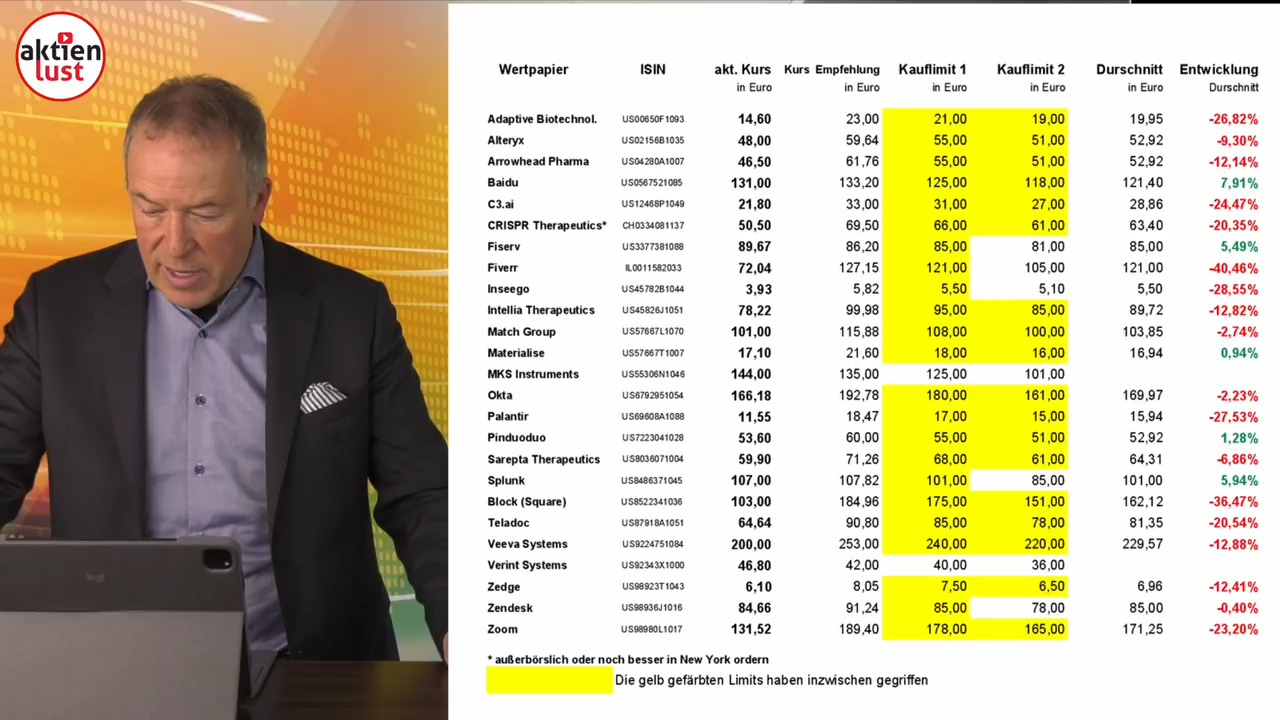 aktien
lust
Wertpapier ISIN akt. Kurs Kurs Empfehlung Kauflimit 1 Kauflimit 2 Durschnitt Entwicklung
in Euro in Euro in Euro in Euro in Euro Durschnitt
Adaptive Biotechnol. US00650F1093 14,60 23,00 21,00 19,00 19,95 -26,82%
Alteryx US02156B1035 48,00 59,64 55,00 51,00 52,92 -9,30%
Arrowhead Pharma US04280A1007 46,50 61,76 55,00 51,00 52,92 -12,14%
Baidu US0567521085 131,00 133,20 125,00 118,00 121,40 7,91%
C3.ai US12468P1049 21,80 33,00 31,00 27,00 28,86 -24,47%
CRISPR Therapeutics* CH0334081137 50,50 69,50 66,00 61,00 63,40 -20,35%
Fiserv US3377381088 89,67 86,20 85,00 81,00 85,00 5,49%
Fiverr IL0011582033 72,04 127,15 121,00 105,00 121,00 -40,46%
Inseego US45782B1044 3,93 5,82 5,50 5,10 5,50 -28,55%
Intellia Therapeutics US45826J1051 78,22 99,98 95,00 85,00 89,72 -12,82%
Match Group US57667L1070 101,00 115,88 108,00 100,00 103,85 -2,74%
Materialise US57667T1007 17,10 21,60 18,00 16,00 16,94 0,94%
MKS Instruments US55306N1046 144,00 135,00 125,00 101,00
Okta US6792951054 166,18 192,78 180,00 161,00 169,97 -2,23%
Palantir US69608A1088 11,55 18,47 17,00 15,00 15,94 -27,53%
Pinduoduo US7223041028 53,60 60,00 55,00 51,00 52,92 1,28%
Sarepta Therapeutics US8036071004 59,90 71,26 68,00 61,00 64,31 -6,86%
Splunk US8486371045 107,00 107,82 101,00 85,00 101,00 5,94%
Block (Square) US8522341036 103,00 184,96 175,00 151,00 162,12 -36,47%
Teladoc US87918A1051 64,64 90,80 85,00 78,00 81,35 -20,54%
Veeva Systems US9224751084 200,00 253,00 240,00 220,00 229,57 -12,88%
Verint Systems US92343X1000 46,80 42,00 40,00 36,00
Zedge US98923T1043 6,10 8,05 7,50 6,50 6,96 -12,41%
Zendesk US98936J1016 84,66 91,24 85,00 78,00 85,00 -0,40%
Zoom US98980L1017 131,52 189,40 178,00 165,00 171,25 -23,20%
* außerbörslich oder noch besser in New York ordern
Die gelb gefärbten Limits haben inzwischen gegriffen